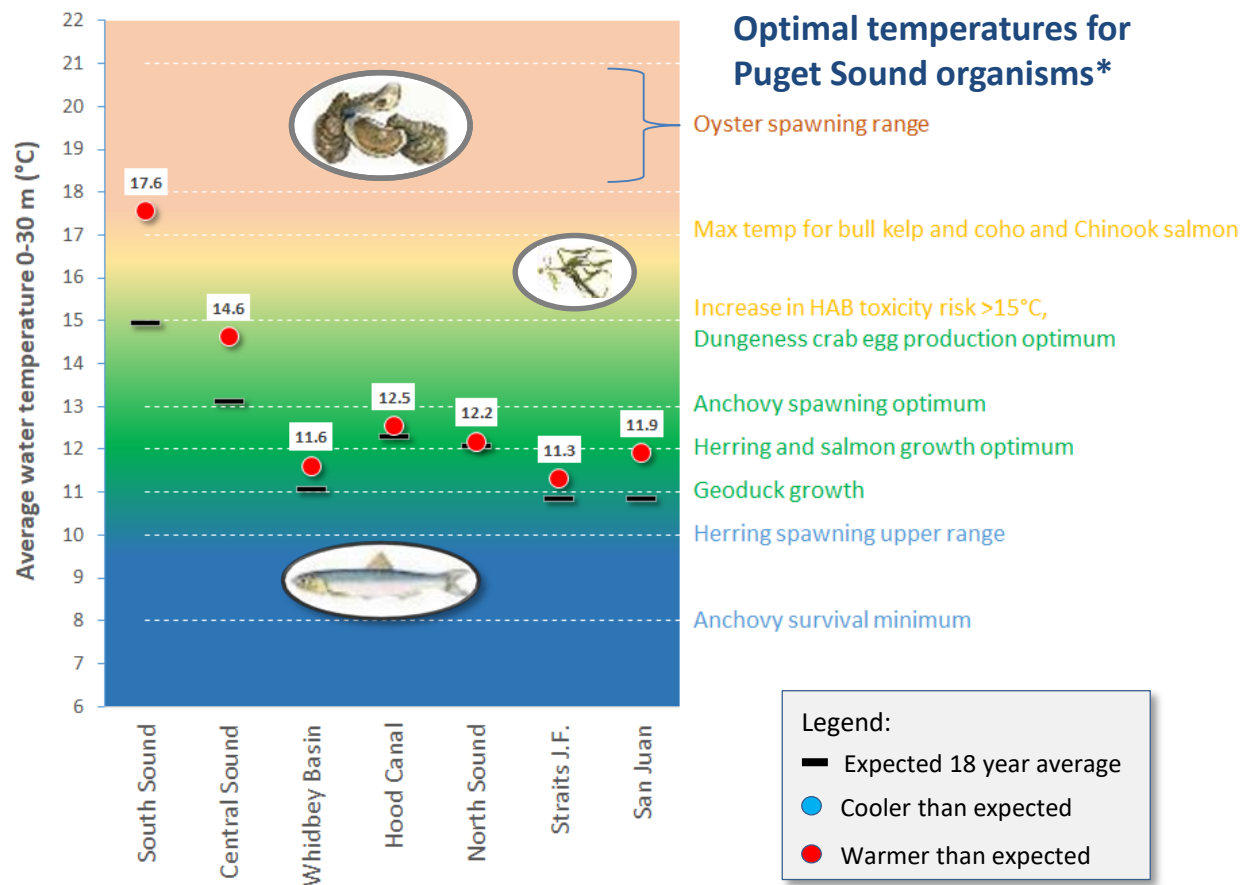 Optimal temperatures for
Puget Sound organisms*
Average water temperature 0-30 m (°C)
22
21
20
19
18
17
16
15
14
13
12
11
10
9
8
7
6
17.6
14.6
11.6
12.5
12.2
11.3
11.9
Oyster spawning range
Max temp for bull kelp and coho and Chinook salmon
Increase in HAB toxicity risk >15°C,
Dungeness crab egg production optimum
Anchovy spawning optimum
Herring and salmon growth optimum
Geoduck growth
Herring spawning upper range
Anchovy survival minimum
South Sound
Central Sound
Whidbey Basin
Hood Canal
North Sound
Straits J.F.
San Juan
Legend:
Expected 18 year average
Cooler than expected
Warmer than expected